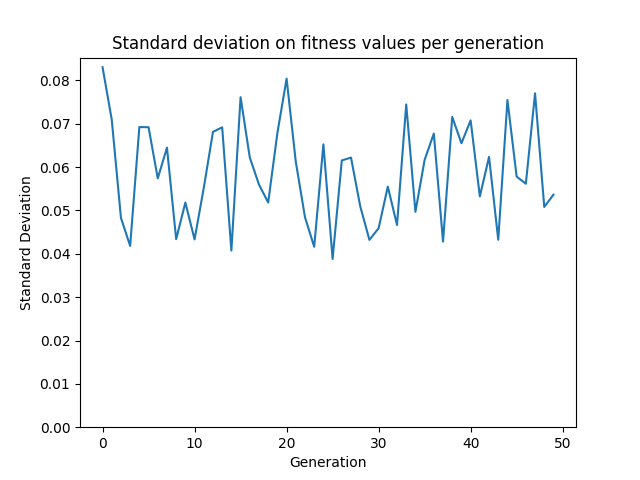 Standard deviation on fitness values per generation
0.08
0.07
0.06
0.05
0.04
0.03
0.02
0.01
0.00
Standard Deviation
0 10 20 30 40 50
Generation